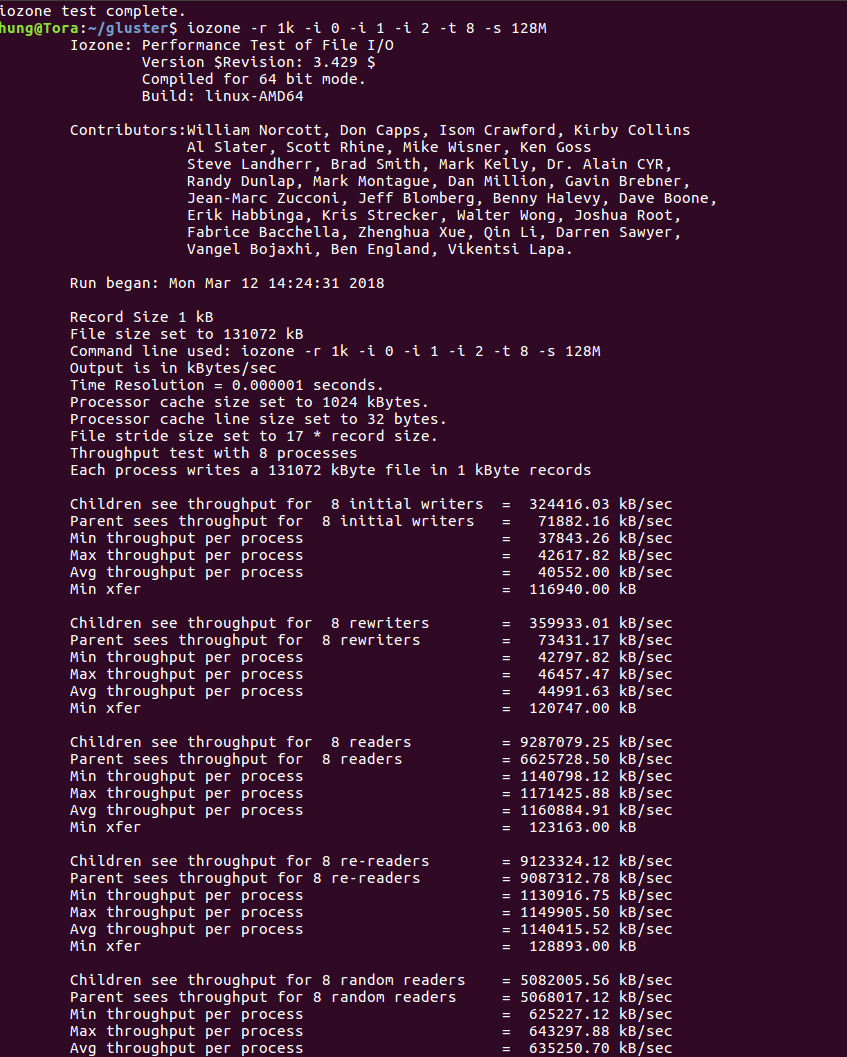 iozone test complete.
hung@Tora:~/gluster$ iozone -r 1k -i 0 -i 1 -i 2 -t 8 -s 128M
Iozone: Performance Test of File I/O
Version $Revision: 3.429 $
Compiled for 64 bit mode.
Build: linux-AMD64
Contributors:William Norcott, Don Capps, Isom Crawford, Kirby Collins
Al Slater, Scott Rhine, Mike Wisner, Ken Goss
Steve Landherr, Brad Smith, Mark Kelly, Dr. Alain CYR,
Randy Dunlap, Mark Montague, Dan Million, Gavin Brebner,
Jean-Marc Zucconi, Jeff Blomberg, Benny Halevy, Dave Boone,
Erik Habbinga, Kris Strecker, Walter Wong, Joshua Root,
Fabrice Bacchella, Zhenghua Xue, Qin Li, Darren Sawyer,
Vangel Bojaxhi, Ben England, Vikentsi Lapa.
Run began: Mon Mar 12 14:24:31 2018
Record Size 1 kB
File size set to 131072 kB
Command line used: iozone -r 1k -i 0 -i 1 -i 2 -t 8 -s 128M
Output is in kBytes/sec
Time Resolution = 0.000001 seconds.
Processor cache size set to 1024 kBytes.
Processor cache line size set to 32 bytes.
File stride size set to 17 * record size.
Throughput test with 8 processes
Each process writes a 131072 kByte file in 1 kByte records
Children see throughput for  8 initial writers  =  324416.03 kB/sec
Parent sees throughput for  8 initial writers   =   71882.16 kB/sec
Min throughput per process                      =   37843.26 kB/sec
Max throughput per process                      =   42617.82 kB/sec
Avg throughput per process                      =   40552.00 kB/sec
Min xfer                                        =  116940.00 kB
Children see throughput for  8 rewriters        =  359933.01 kB/sec
Parent sees throughput for  8 rewriters         =   73431.17 kB/sec
Min throughput per process                      =   42797.82 kB/sec
Max throughput per process                      =   46457.47 kB/sec
Avg throughput per process                      =   44991.63 kB/sec
Min xfer                                        =  120747.00 kB
Children see throughput for  8 readers          = 9287079.25 kB/sec
Parent sees throughput for  8 readers           = 6625728.50 kB/sec
Min throughput per process                      = 1140798.12 kB/sec
Max throughput per process                      = 1171425.88 kB/sec
Avg throughput per process                      = 1160884.91 kB/sec
Min xfer                                        =  123163.00 kB
Children see throughput for 8 re-readers        = 9123324.12 kB/sec
Parent sees throughput for 8 re-readers         = 9087312.78 kB/sec
Min throughput per process                      = 1130916.75 kB/sec
Max throughput per process                      = 1149905.50 kB/sec
Avg throughput per process                      = 1140415.52 kB/sec
Min xfer                                        =  128893.00 kB
Children see throughput for 8 random readers    = 5082005.56 kB/sec
Parent sees throughput for 8 random readers     = 5068017.12 kB/sec
Min throughput per process                      =  625227.12 kB/sec
Max throughput per process                      =  643297.88 kB/sec
Avg throughput per process                      =  635250.70 kB/sec